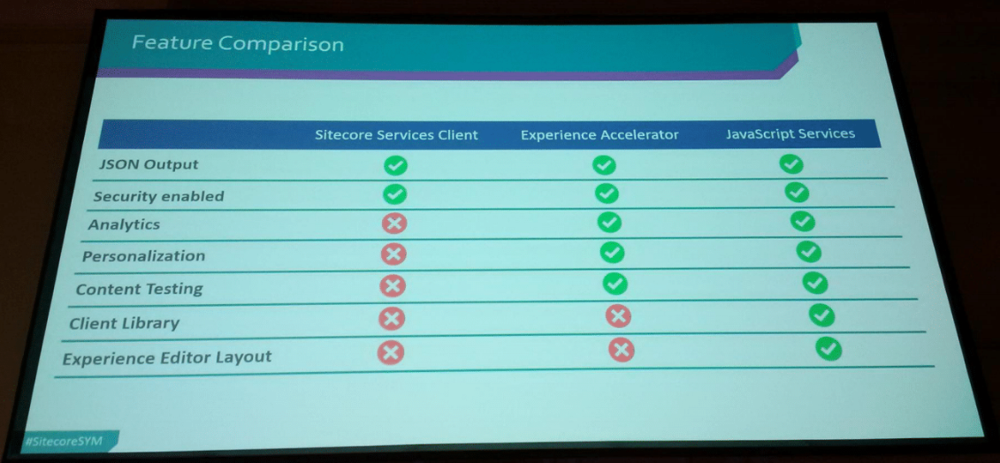 Feature Comparison
Sitecore Services Client Experience Accelerator JavaScript Services
JSON Output
Security enabled
Analytics
Personalization
Content Testing
Client Library
Experience Editor Layout
#SitecoreSYM